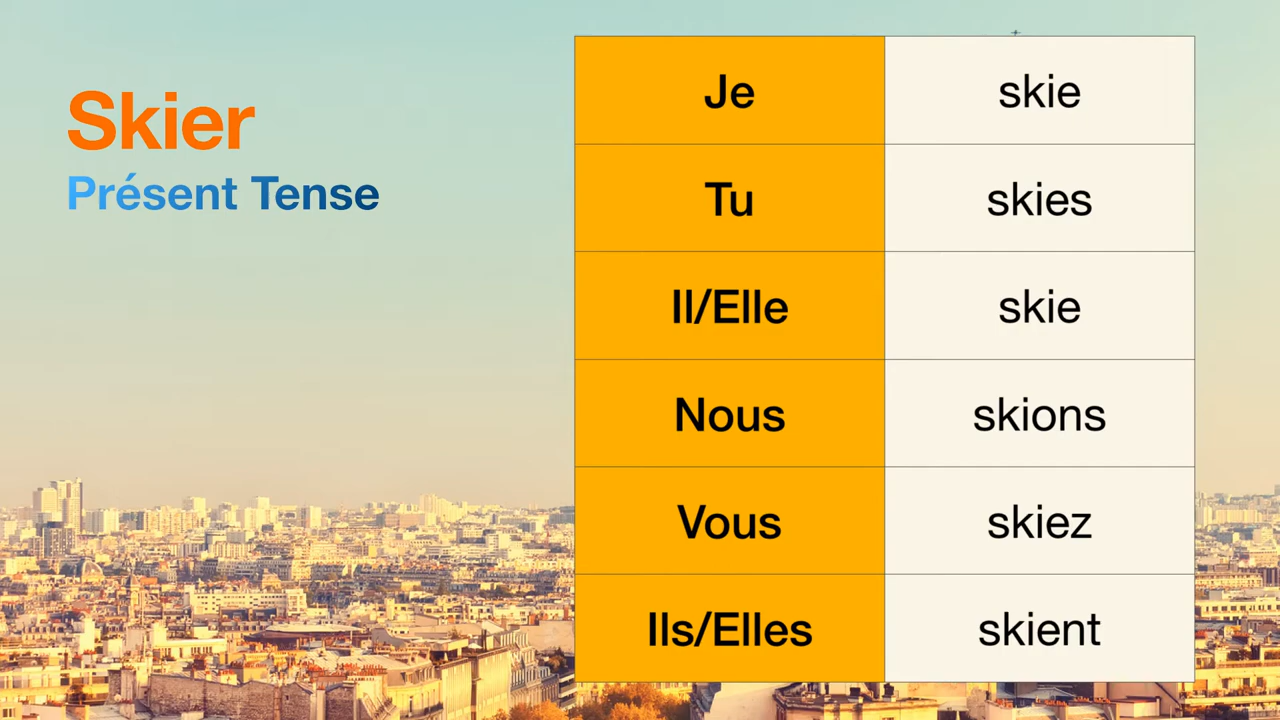 Skier
Présent Tense
Je skie
Tu skies
Il/Elle skie
Nous skions
Vous skiez
Ils/Elles skient